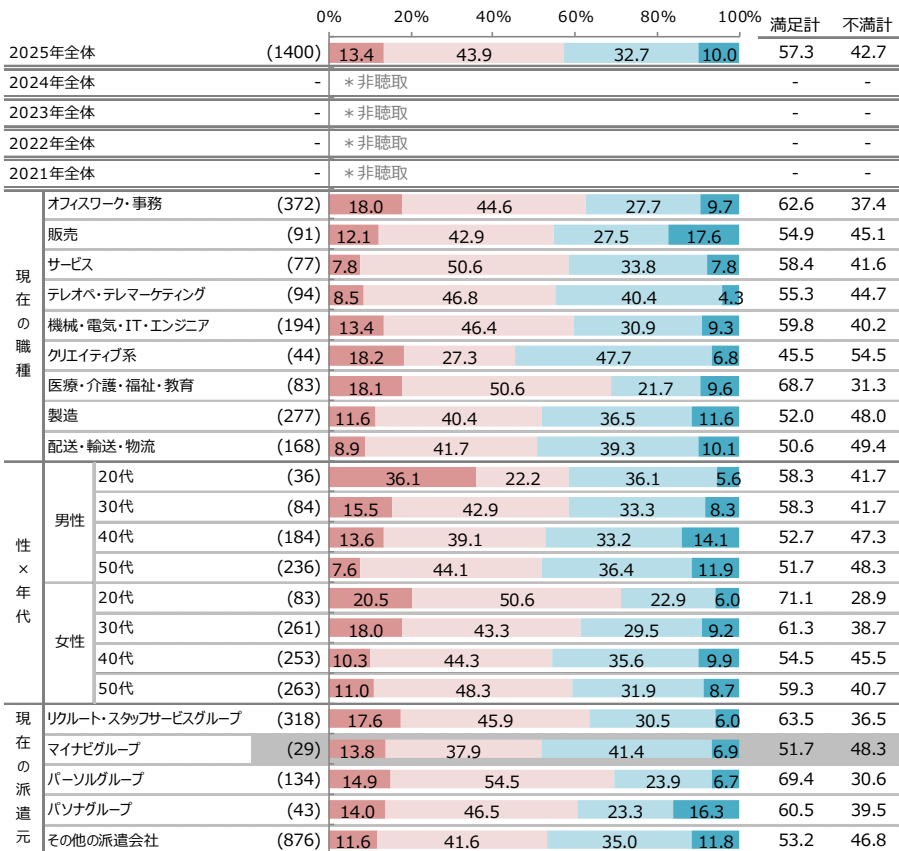 0% 20% 40% 60% 80% 100% 満足計 不満計
2025年全体 (1400) 13.4 43.9 32.7 10.0 57.3 42.7
2024年全体 - ＊非聴取 - -
2023年全体 - ＊非聴取 - -
2022年全体 - ＊非聴取 - -
2021年全体 - ＊非聴取 - -
現在の職種
オフィスワーク・事務 (372) 18.0 44.6 27.7 9.7 62.6 37.4
販売 (91) 12.1 42.9 27.5 17.6 54.9 45.1
サービス (77) 7.8 50.6 33.8 7.8 58.4 41.6
テレオペ・テレマーケティング (94) 8.5 46.8 40.4 4.3 55.3 44.7
機械・電気・IT・エンジニア (194) 13.4 46.4 30.9 9.3 59.8 40.2
クリエイティブ系 (44) 18.2 27.3 47.7 6.8 45.5 54.5
医療・介護・福祉・教育 (83) 18.1 50.6 21.7 9.6 68.7 31.3
製造 (277) 11.6 40.4 36.5 11.6 52.0 48.0
配送・輸送・物流 (168) 8.9 41.7 39.3 10.1 50.6 49.4
性×年代
男性
20代 (36) 36.1 22.2 36.1 5.6 58.3 41.7
30代 (84) 15.5 42.9 33.3 8.3 58.3 41.7
40代 (184) 13.6 39.1 33.2 14.1 52.7 47.3
50代 (236) 7.6 44.1 36.4 11.9 51.7 48.3
女性
20代 (83) 20.5 50.6 22.9 6.0 71.1 28.9
30代 (261) 18.0 43.3 29.5 9.2 61.3 38.7
40代 (253) 10.3 44.3 35.6 9.9 54.5 45.5
50代 (263) 11.0 48.3 31.9 8.7 59.3 40.7
現在の派遣元
リクルート・スタッフサービスグループ (318) 17.6 45.9 30.5 6.0 63.5 36.5
マイナビグループ (29) 13.8 37.9 41.4 6.9 51.7 48.3
パーソルグループ (134) 14.9 54.5 23.9 6.7 69.4 30.6
パソナグループ (43) 14.0 46.5 23.3 16.3 60.5 39.5
その他の派遣会社 (876) 11.6 41.6 35.0 11.8 53.2 46.8